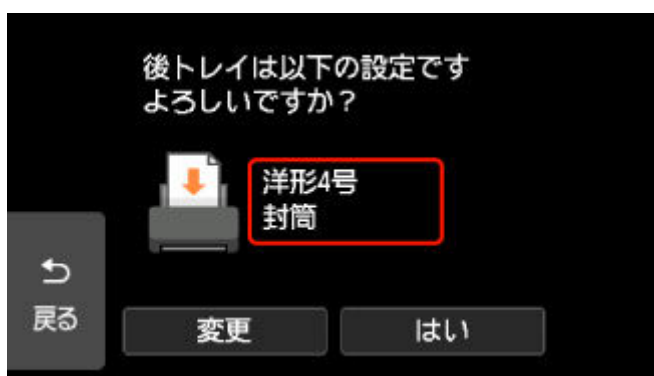 後トレイは以下の設定です
よろしいですか？
洋形4号
封筒
戻る
変更
はい